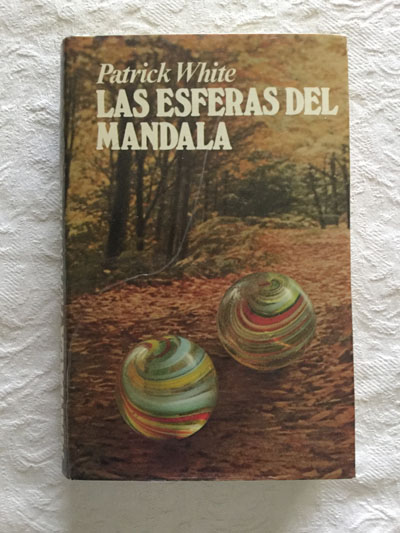 Patrick White
LAS ESFERAS DEL
MANDALA